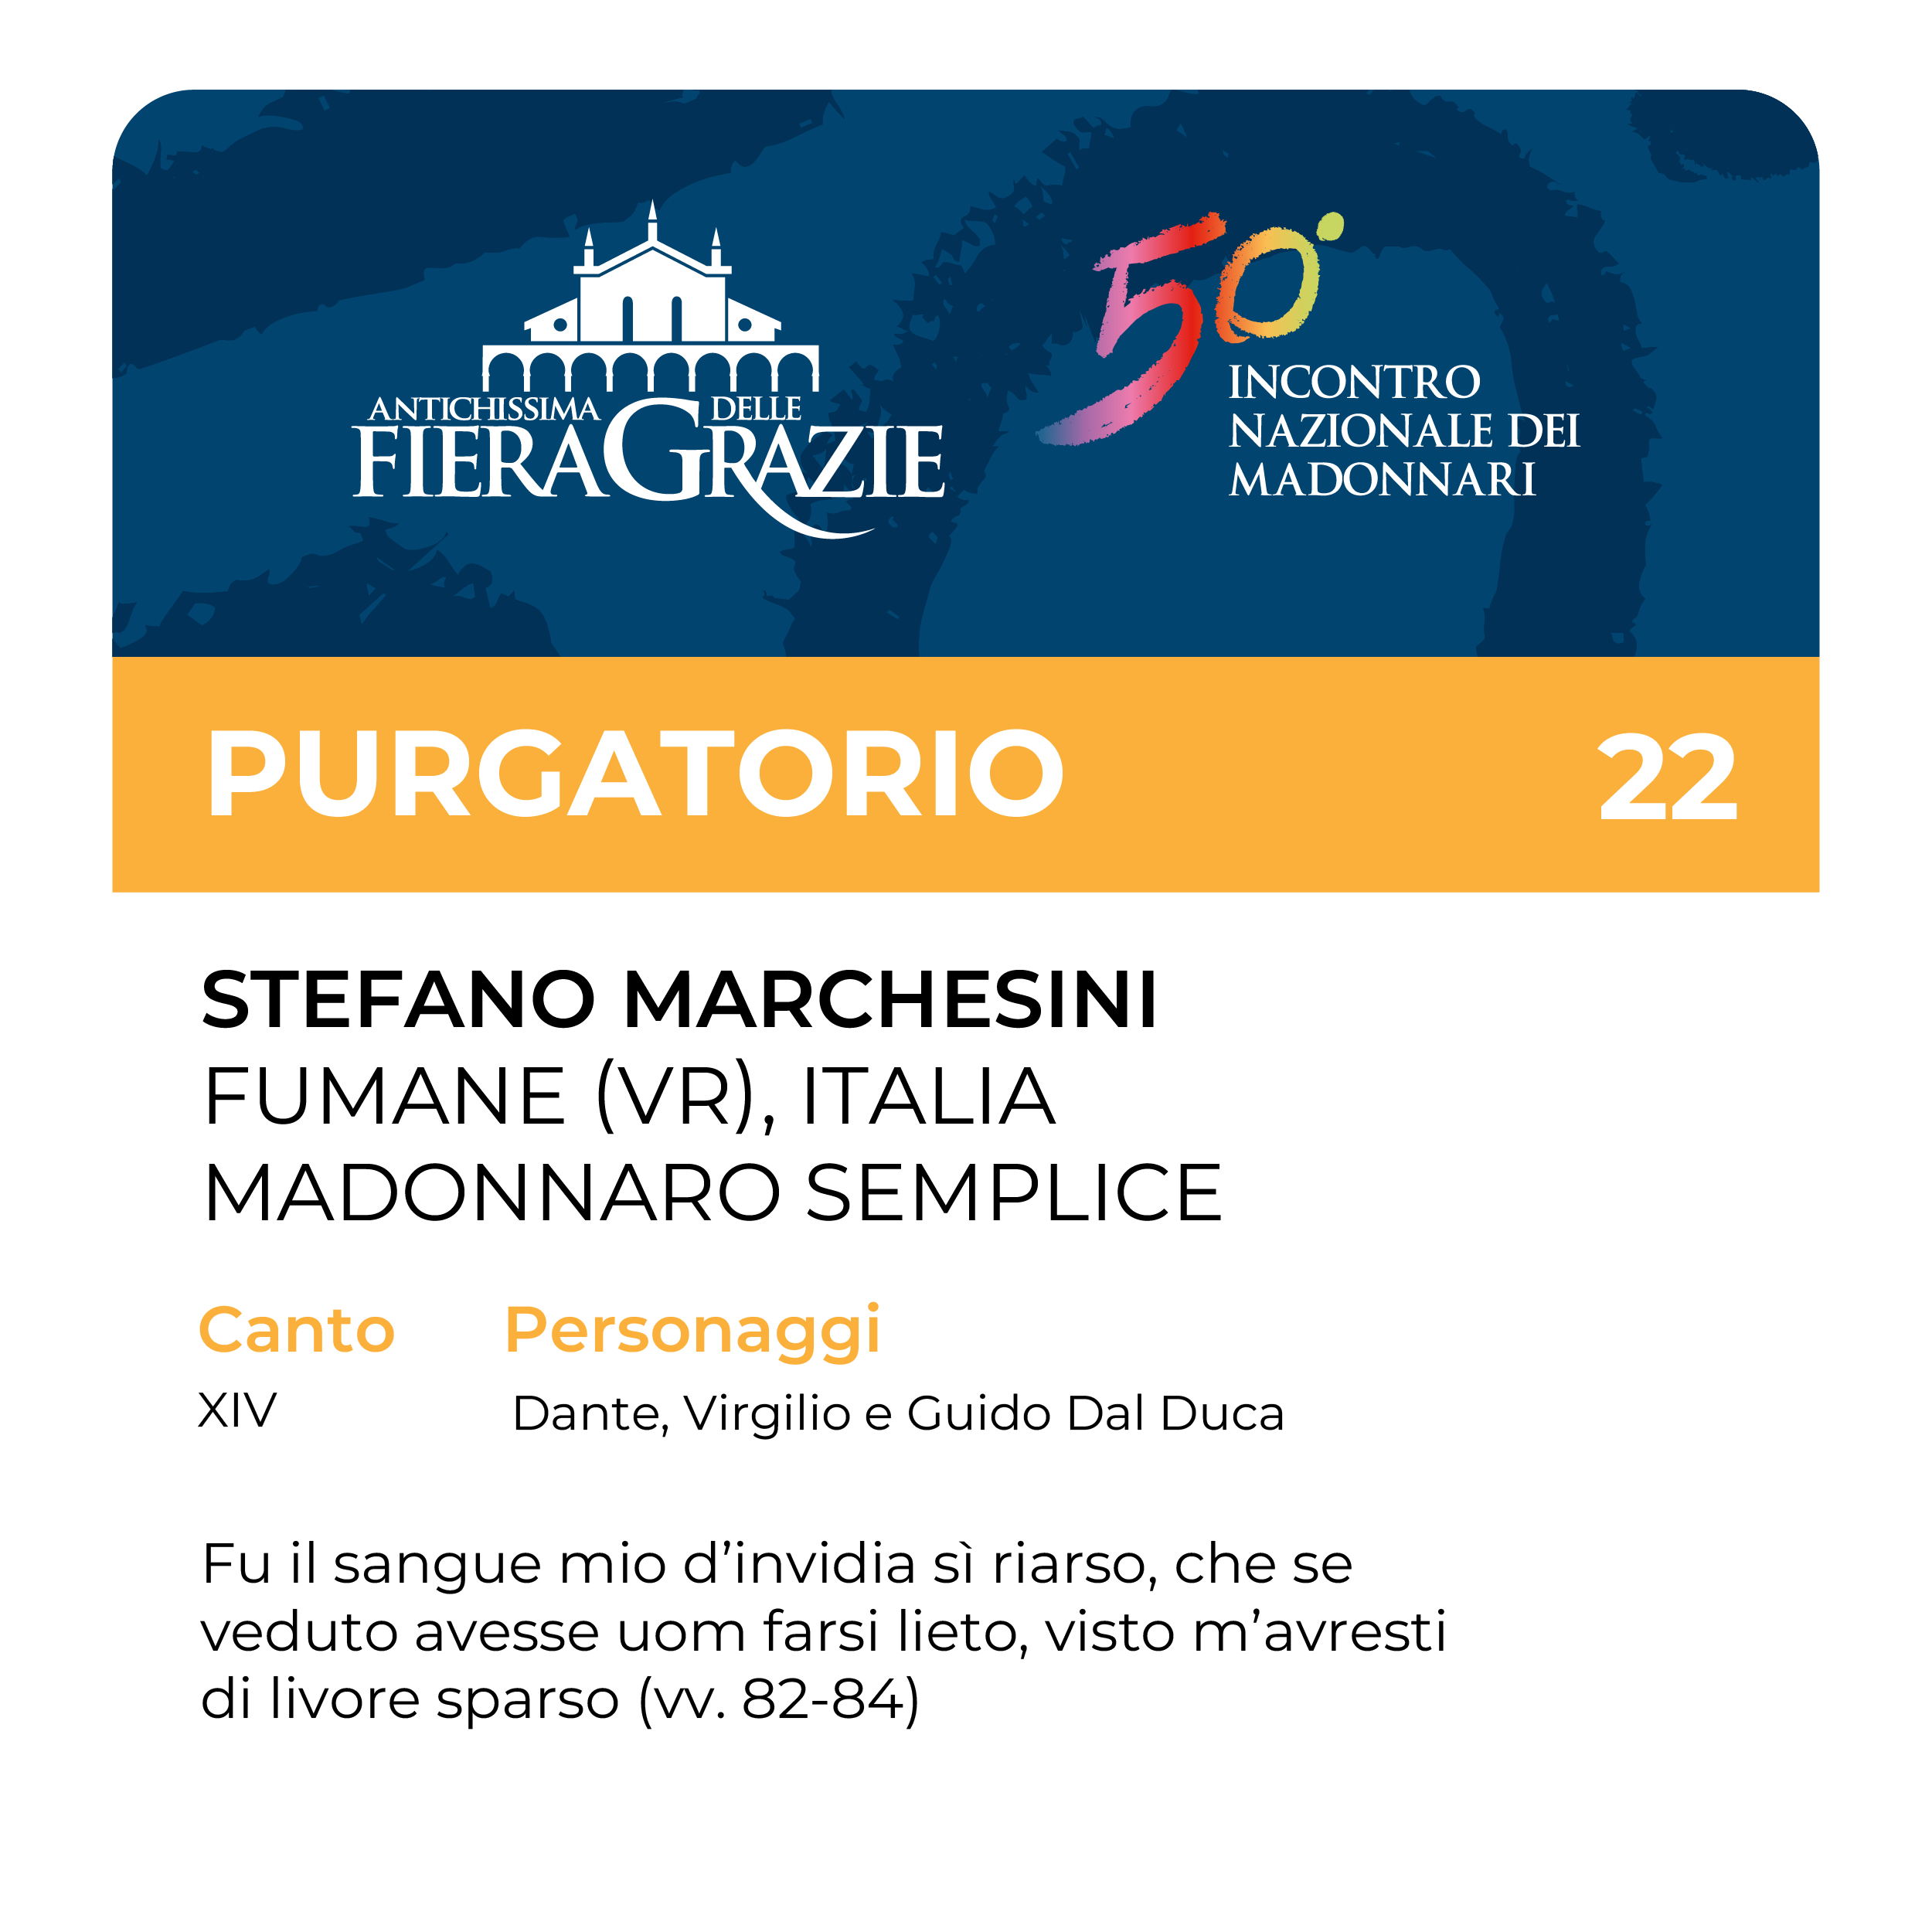 ANTICHISSIMA DELLE
FIERA GRAZIE
50°
INCONTRO
NAZIONALE DEI
MADONNARI
PURGATORIO 22
STEFANO MARCHESINI
FUMANE (VR), ITALIA
MADONNARO SEMPLICE
Canto Personaggi
XIV Dante, Virgilio e Guido Dal Duca
Fu il sangue mio d’invidia sì riarso, che se
veduto avesse uom farsi lieto, visto m’avresti
di livore sparso (vv. 82-84)